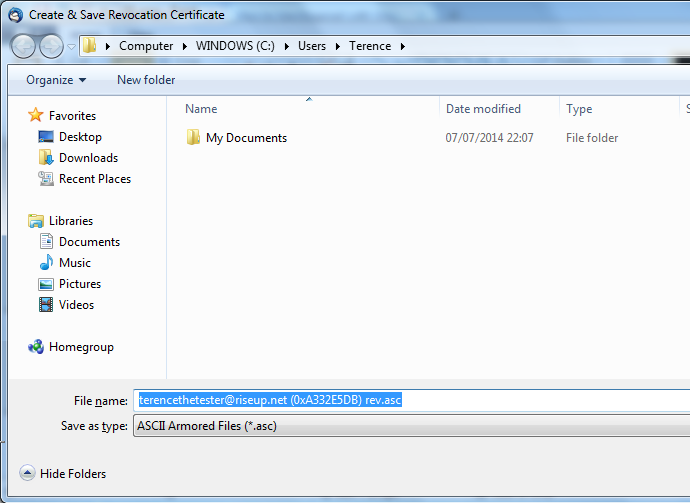 Create & Save Revocation Certificate
Computer WINDOWS (C:) Users Terence
Organize New folder
Favorites
Desktop
Downloads
Recent Places
Libraries
Documents
Music
Pictures
Videos
Homegroup
Name Date modified Type S
My Documents 07/07/2014 22:07 File folder
File name: terencethetester@riseup.net (0xA332E5DB) rev.asc
Save as type: ASCII Armored Files (*.asc)
Hide Folders